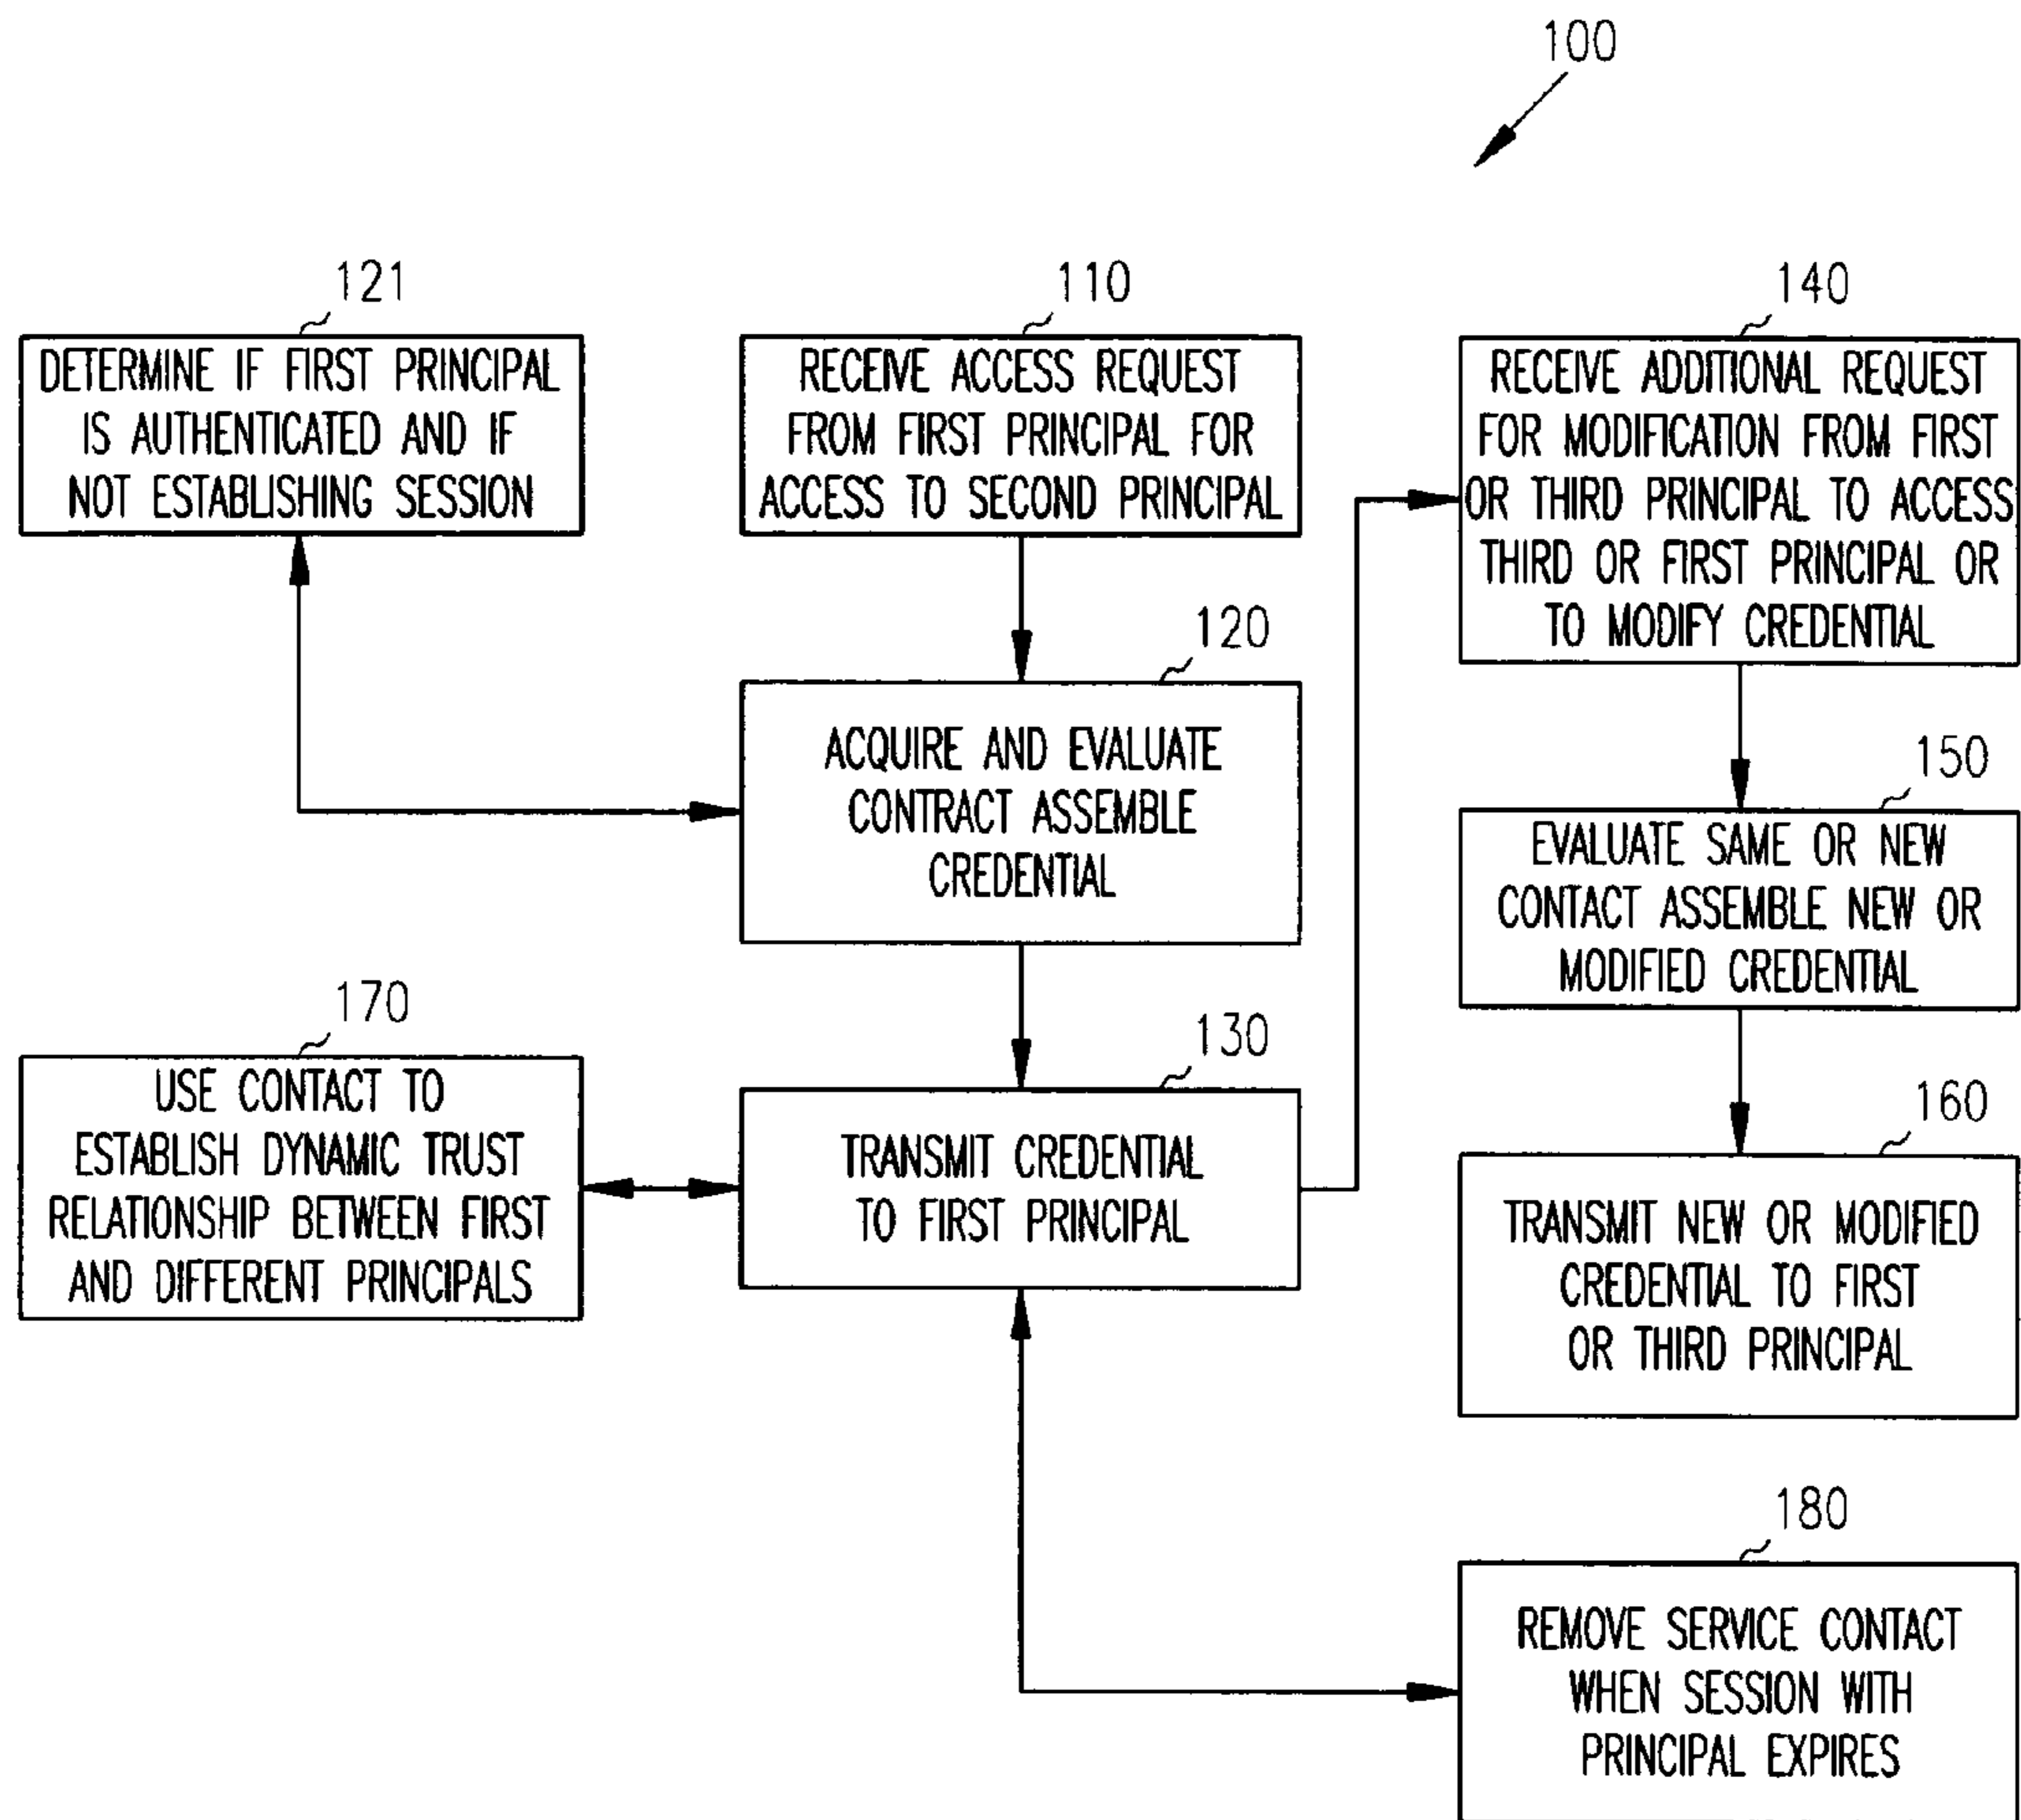 100
121
DETERMINE IF FIRST PRINCIPAL
IS AUTHENTICATED AND IF
NOT ESTABLISHING SESSION
110
RECEIVE ACCESS REQUEST
FROM FIRST PRINCIPAL FOR
ACCESS TO SECOND PRINCIPAL
140
RECEIVE ADDITIONAL REQUEST
FOR MODIFICATION FROM FIRST
OR THIRD PRINCIPAL TO ACCESS
THIRD OR FIRST PRINCIPAL OR
TO MODIFY CREDENTIAL
120
ACQUIRE AND EVALUATE
CONTRACT ASSEMBLE
CREDENTIAL
150
EVALUATE SAME OR NEW
CONTACT ASSEMBLE NEW OR
MODIFIED CREDENTIAL
170
USE CONTACT TO
ESTABLISH DYNAMIC TRUST
RELATIONSHIP BETWEEN FIRST
AND DIFFERENT PRINCIPALS
130
TRANSMIT CREDENTIAL
TO FIRST PRINCIPAL
160
TRANSMIT NEW OR MODIFIED
CREDENTIAL TO FIRST
OR THIRD PRINCIPAL
180
REMOVE SERVICE CONTACT
WHEN SESSION WITH
PRINCIPAL EXPIRES